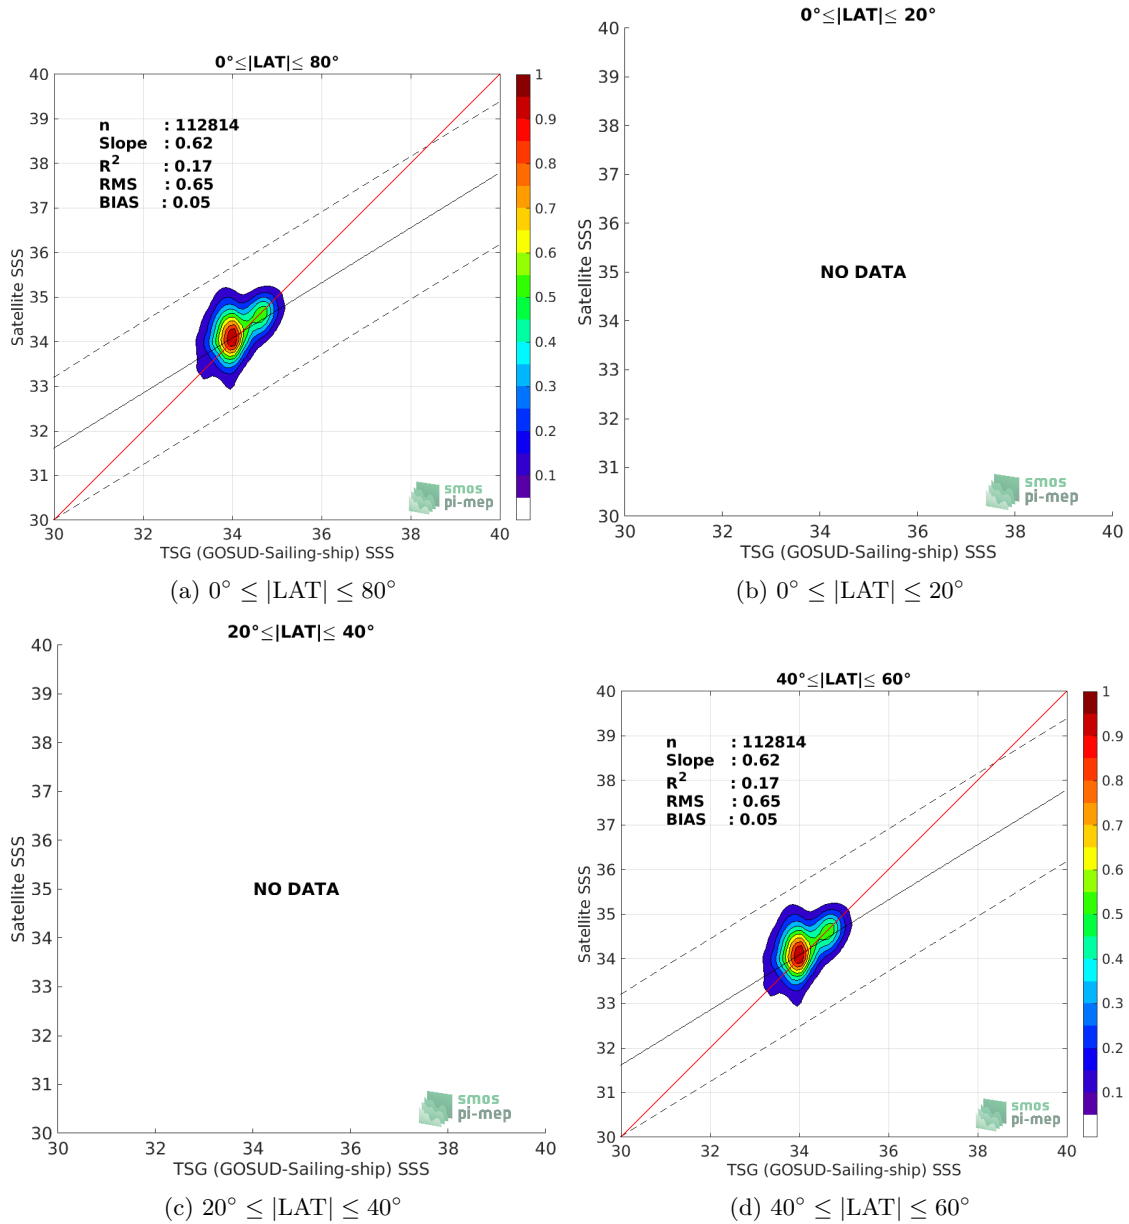 0°≤|LAT|≤ 80°
40
39
38
37
36
35
34
33
32
31
30
n : 112814
Slope : 0.62
R² : 0.17
RMS : 0.65
BIAS : 0.05
1
0.9
0.8
0.7
0.6
0.5
0.4
0.3
0.2
0.1
Satellite SSS
smos
pi-mep
30 32 34 36 38 40
TSG (GOSUD-Sailing-ship) SSS
(a) 0° ≤ |LAT| ≤ 80°
0°≤|LAT|≤ 20°
40
39
38
37
36
35
34
33
32
31
30
Satellite SSS
NO DATA
smos
pi-mep
30 32 34 36 38 40
TSG (GOSUD-Sailing-ship) SSS
(b) 0° ≤ |LAT| ≤ 20°
20°≤|LAT|≤ 40°
40
39
38
37
36
35
34
33
32
31
30
Satellite SSS
NO DATA
smos
pi-mep
30 32 34 36 38 40
TSG (GOSUD-Sailing-ship) SSS
(c) 20° ≤ |LAT| ≤ 40°
40°≤|LAT|≤ 60°
40
39
38
37
36
35
34
33
32
31
30
n : 112814
Slope : 0.62
R² : 0.17
RMS : 0.65
BIAS : 0.05
1
0.9
0.8
0.7
0.6
0.5
0.4
0.3
0.2
0.1
Satellite SSS
smos
pi-mep
30 32 34 36 38 40
TSG (GOSUD-Sailing-ship) SSS
(d) 40° ≤ |LAT| ≤ 60°